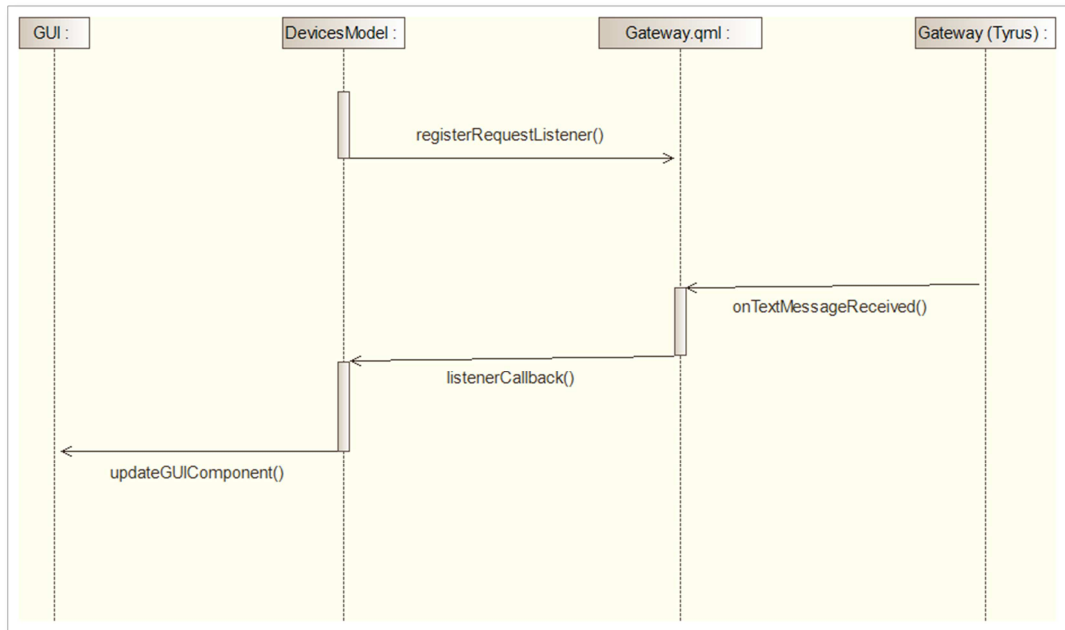 GUI :
DevicesModel :
Gateway.qml :
Gateway (Tyrus) :
registerRequestListener()
onTextMessageReceived()
listenerCallback()
updateGUIComponent()